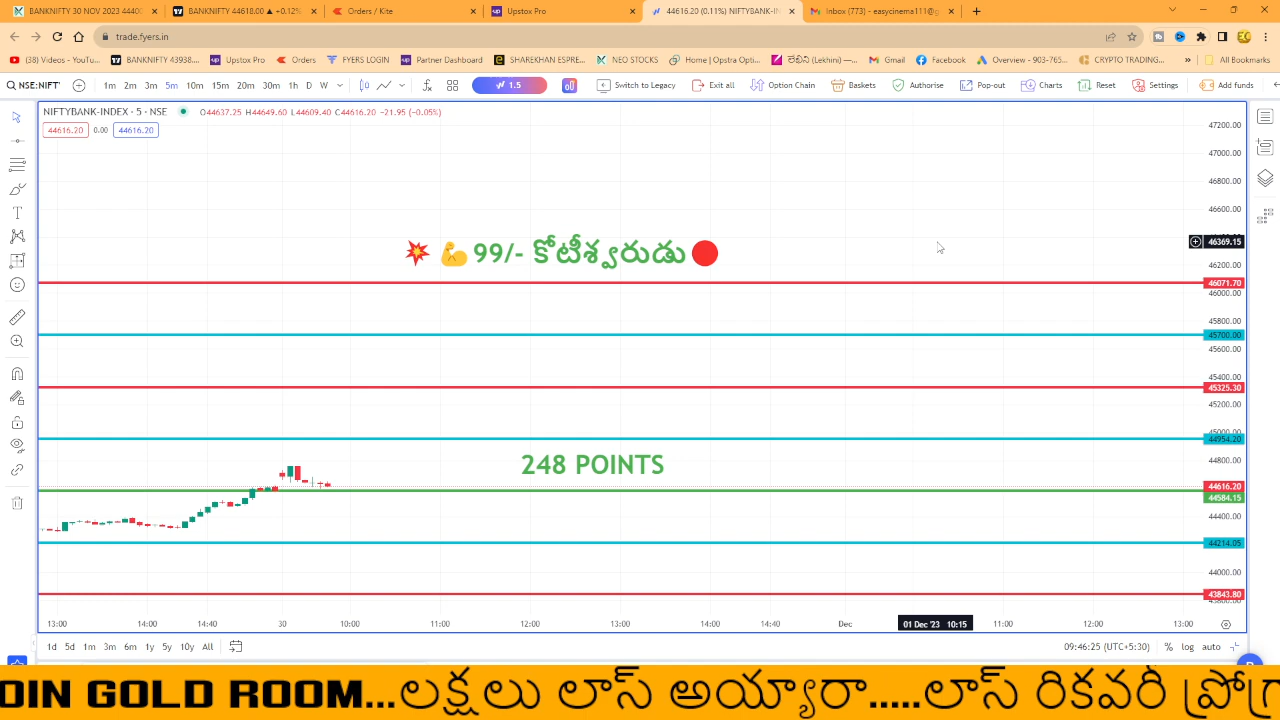 BANKNIFTY 30 NOV 2023 4440 BANKNIFTY 44618.00 ▲ +0.12% Orders / Kite Upstox Pro 44616.20 (0.11%) NIFTYBANK-IN Inbox (773) - easycinema111@g
trade.fyers.in
(38) Videos - YouTu... BANKNIFTY 43938.... Upstox Pro Orders FYERS LOGIN Partner Dashboard SHAREKHAN ESPRE... NEO STOCKS Home | Opstra Opti... లేఖిని (Lekhini) —... Gmail Facebook Overview - 903-765... CRYPTO TRADING... » All Bookmarks
NSE:NIFT 1m 2m 3m 5m 10m 15m 20m 30m 1h D W 1.5 Switch to Legacy Exit all Option Chain Baskets Authorise Pop-out Charts Reset Settings Add funds
NIFTYBANK-INDEX · 5 · NSE O44637.25 H44649.60 L44609.40 C44616.20 −21.95 (−0.05%)
44616.20 0.00 44616.20
47200.00
47000.00
46800.00
46600.00
46369.15
💥 💪99/- కోటీశ్వరుడు🔴
46200.00
46071.70
46000.00
45800.00
45700.00
45600.00
45400.00
45325.30
45200.00
45000.00
44954.20
248 POINTS
44800.00
44616.20
44584.15
44400.00
44214.05
44000.00
43843.80
13:00 14:00 14:40 30 10:00 11:00 12:00 13:00 14:00 14:40 Dec 01 Dec '23 10:15 11:00 12:00 13:00
1d 5d 1m 3m 6m 1y 5y 10y All 09:46:25 (UTC+5:30) % log auto
OIN GOLD ROOM...లక్షలు లాస్ అయ్యారా.....లాస్ రికవరీ ప్రోగ్ర